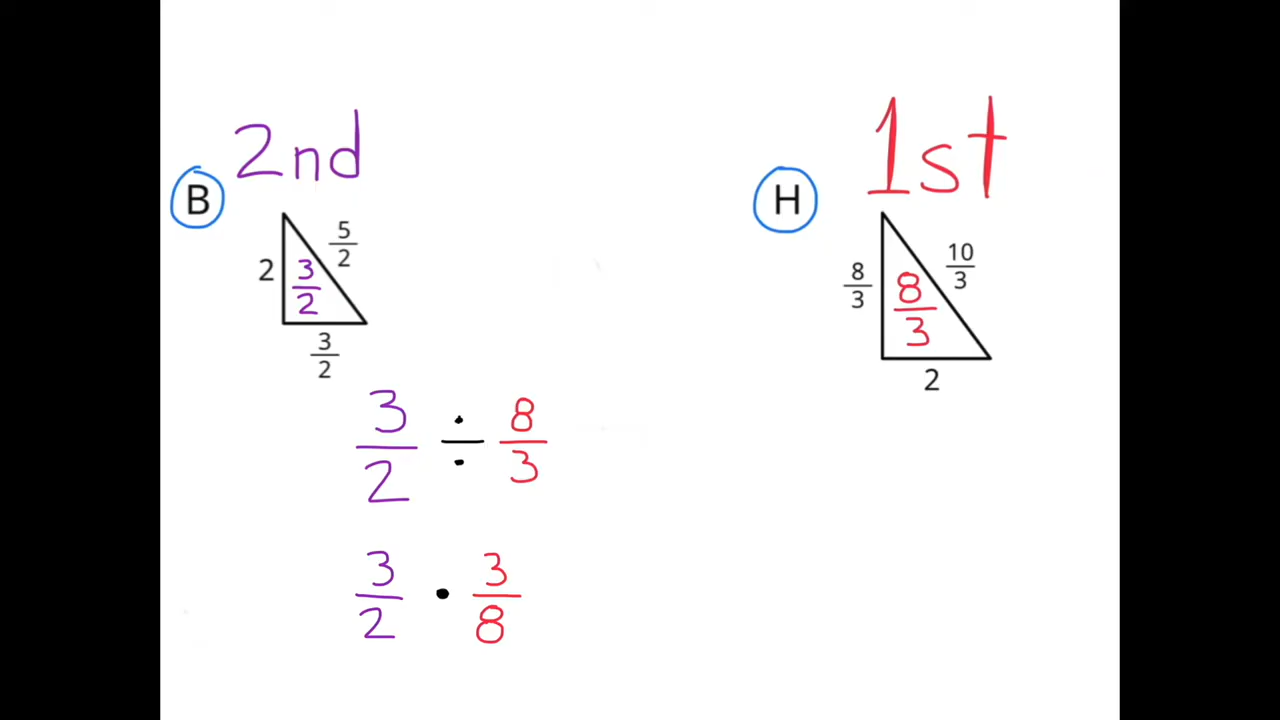 2nd
B
2 3/2 5/2
3/2
1st
H
8/3 8/3 10/3
2
3/2 ÷ 8/3
3/2 • 3/8